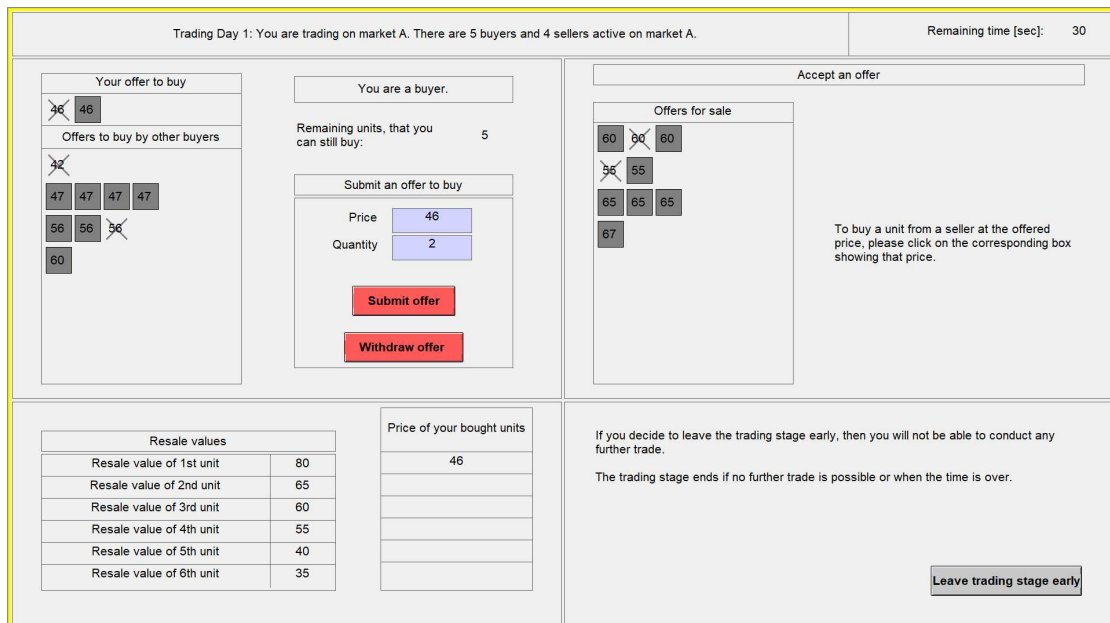 Trading Day 1: You are trading on market A. There are 5 buyers and 4 sellers active on market A.
Remaining time [sec]: 30
Your offer to buy
46 46
Offers to buy by other buyers
42
47 47 47 47
56 56 56
60
You are a buyer.
Remaining units, that you
can still buy: 5
Submit an offer to buy
Price 46
Quantity 2
Submit offer
Withdraw offer
Accept an offer
Offers for sale
60 60 60
55 55
65 65 65
67
To buy a unit from a seller at the offered
price, please click on the corresponding box
showing that price.
Resale values
Resale value of 1st unit 80
Resale value of 2nd unit 65
Resale value of 3rd unit 60
Resale value of 4th unit 55
Resale value of 5th unit 40
Resale value of 6th unit 35
Price of your bought units
46
If you decide to leave the trading stage early, then you will not be able to conduct any
further trade.
The trading stage ends if no further trade is possible or when the time is over.
Leave trading stage early